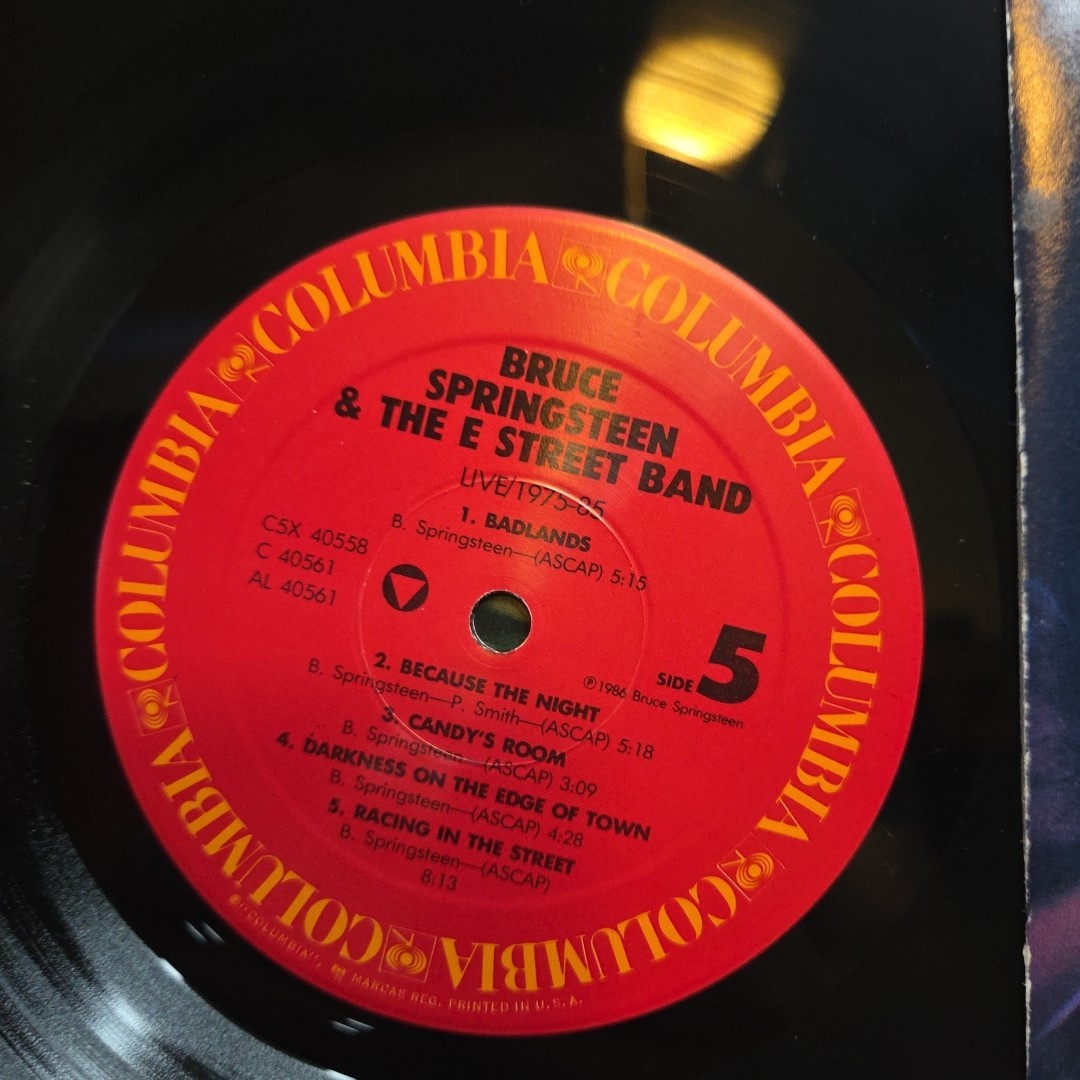 COLUMBIA COLUMBIA COLUMBIA COLUMBIA COLUMBIA COLUMBIA COLUMBIA COLUMBIA
BRUCE
SPRINGSTEEN
& THE E STREET BAND
LIVE/1975-85
1. BADLANDS
B. Springsteen—(ASCAP) 5:15
C5X 40558
C 40561
AL 40561
SIDE 5
℗1986 Bruce Springsteen
2. BECAUSE THE NIGHT
B. Springsteen—P. Smith—(ASCAP) 5:18
3. CANDY'S ROOM
B. Springsteen—(ASCAP) 3:09
4. DARKNESS ON THE EDGE OF TOWN
B. Springsteen—(ASCAP) 4:28
5. RACING IN THE STREET
B. Springsteen—(ASCAP)
8:13
"COLUMBIA", MARCAS REG. PRINTED IN U.S.A.